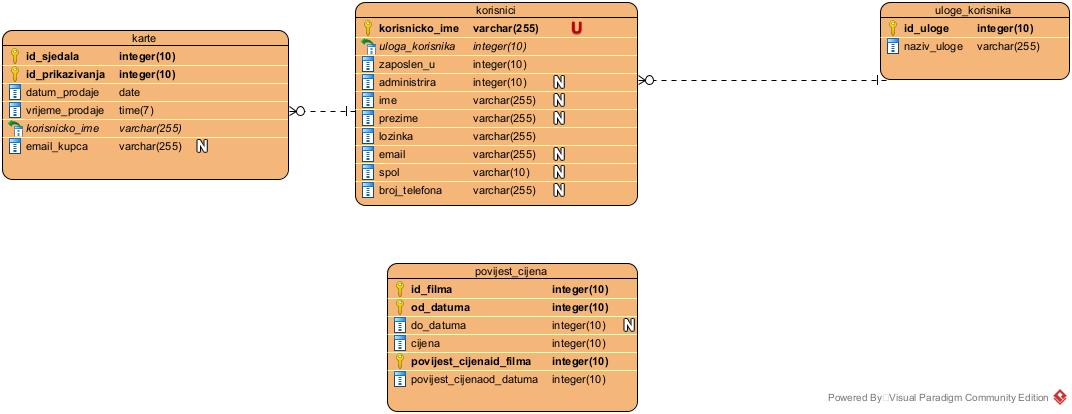 karte
id_sjedala integer(10)
id_prikazivanja integer(10)
datum_prodaje date
vrijeme_prodaje time(7)
korisnicko_ime varchar(255)
email_kupca varchar(255) N
korisnici
korisnicko_ime varchar(255) U
uloga_korisnika integer(10)
zaposlen_u integer(10)
administrira integer(10) N
ime varchar(255) N
prezime varchar(255) N
lozinka varchar(255)
email varchar(255) N
spol varchar(10) N
broj_telefona varchar(255) N
uloge_korisnika
id_uloge integer(10)
naziv_uloge varchar(255)
povijest_cijena
id_filma integer(10)
od_datuma integer(10)
do_datuma integer(10) N
cijena integer(10)
povijest_cijenaid_filma integer(10)
povijest_cijenaod_datuma integer(10)
Powered By Visual Paradigm Community Edition